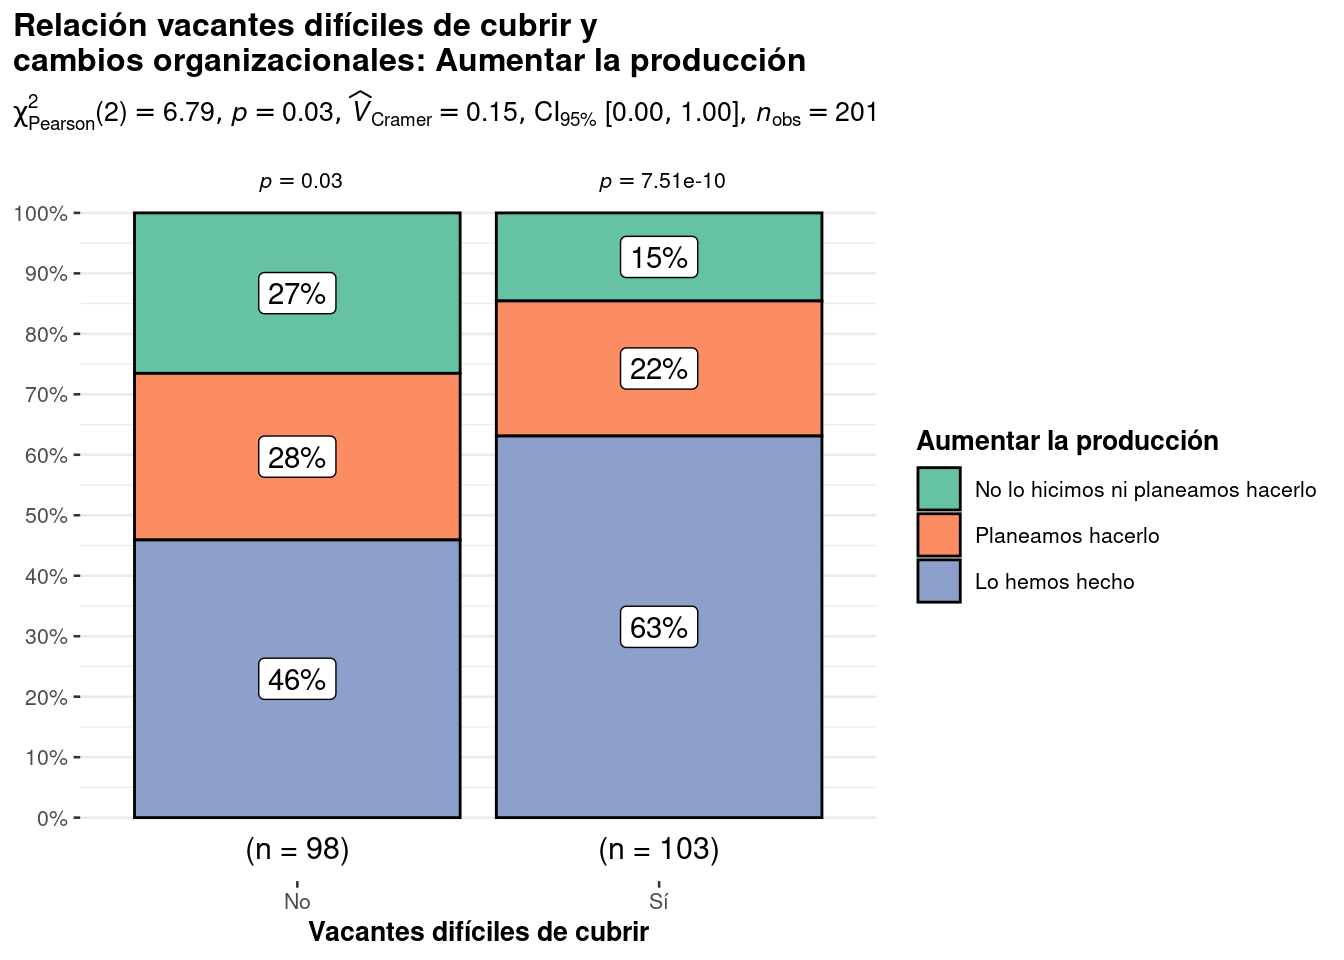 Relación vacantes difíciles de cubrir y
cambios organizacionales: Aumentar la producción
χ²Pearson(2) = 6.79, p = 0.03, V̂Cramer = 0.15, CI95% [0.00, 1.00], nobs = 201
p = 0.03
p = 7.51e-10
100%
90%
80%
70%
60%
50%
40%
30%
20%
10%
0%
27%
28%
46%
15%
22%
63%
(n = 98)
(n = 103)
No
Sí
Vacantes difíciles de cubrir
Aumentar la producción
No lo hicimos ni planeamos hacerlo
Planeamos hacerlo
Lo hemos hecho